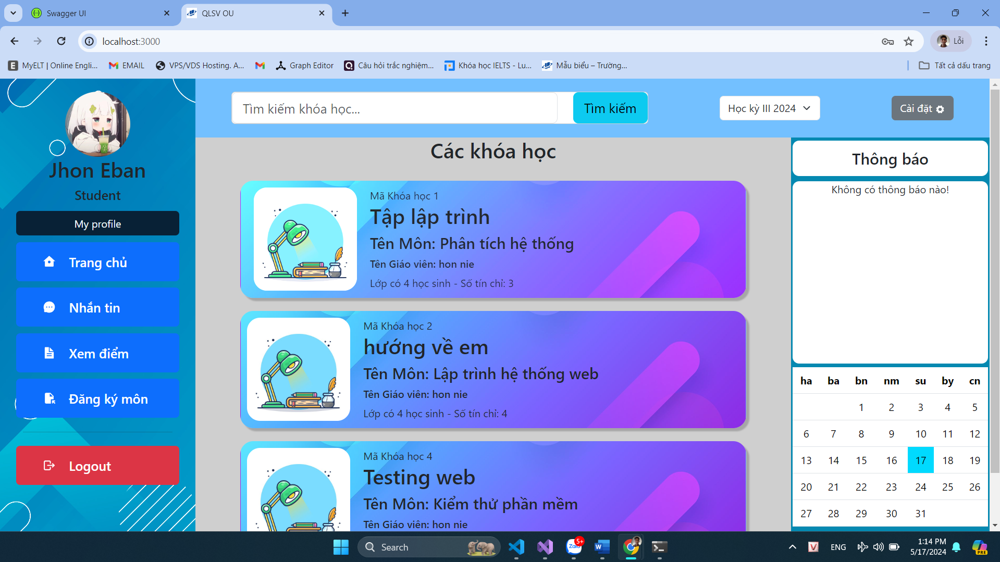 Swagger UI
QLSV OU
localhost:3000
Lỗi
MyELT | Online Engli...
EMAIL
VPS/VDS Hosting. A...
Graph Editor
Câu hỏi trắc nghiệm...
Khóa học IELTS - Lu...
Mẫu biểu – Trường...
Tất cả dấu trang
Jhon Eban
Student
My profile
Trang chủ
Nhắn tin
Xem điểm
Đăng ký môn
Logout
Tìm kiếm khóa học...
Tìm kiếm
Học kỳ III 2024
Cài đặt
Các khóa học
Mã Khóa học 1
Tập lập trình
Tên Môn: Phân tích hệ thống
Tên Giáo viên: hon nie
Lớp có 4 học sinh - Số tín chỉ: 3
Mã Khóa học 2
hướng về em
Tên Môn: Lập trình hệ thống web
Tên Giáo viên: hon nie
Lớp có 4 học sinh - Số tín chỉ: 4
Mã Khóa học 4
Testing web
Tên Môn: Kiểm thử phần mềm
Tên Giáo viên: hon nie
Thông báo
Không có thông báo nào!
ha ba bn nm su by cn
1 2 3 4 5
6 7 8 9 10 11 12
13 14 15 16 17 18 19
20 21 22 23 24 25 26
27 28 29 30 31
Search
Zalo
5+
W
V
ENG
1:14 PM
5/17/2024
PRE